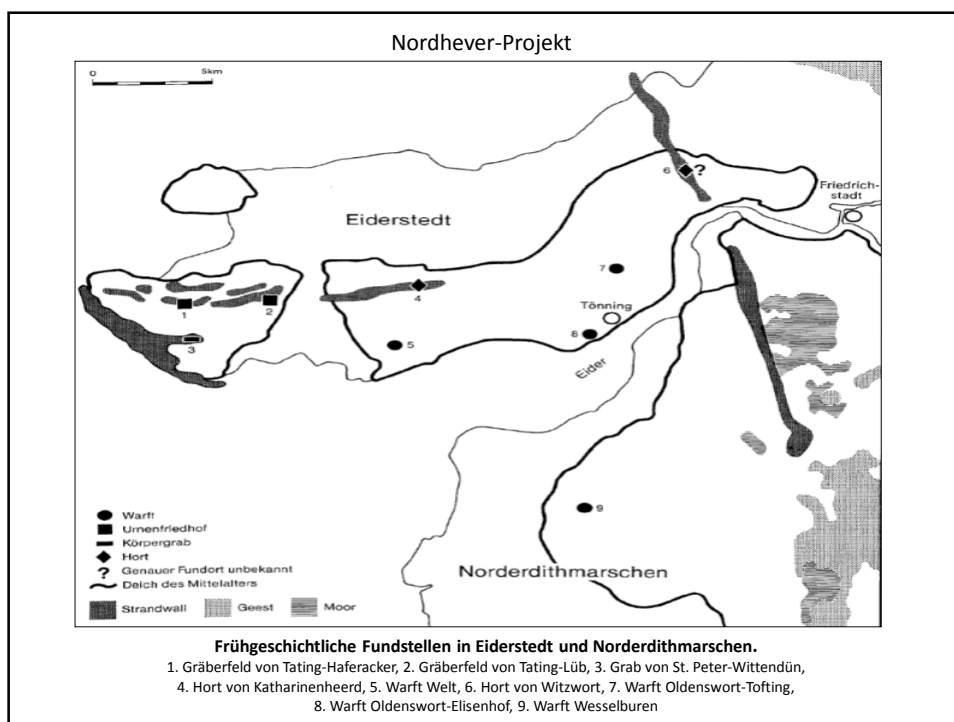 Nordhever-Projekt
0 5km
6 ?
Friedrich-
stadt
Eiderstedt
7
4
1 2
Tönning
3
5
8
Eider
9
Warft
Urnenfriedhof
Körpergrab
Hort
? Genauer Fundort unbekannt
Deich des Mittelalters
Norderdithmarschen
Strandwall Geest Moor
Frühgeschichtliche Fundstellen in Eiderstedt und Norderdithmarschen.
1. Gräberfeld von Tating-Haferacker, 2. Gräberfeld von Tating-Lüb, 3. Grab von St. Peter-Wittendün,
4. Hort von Katharinenheerd, 5. Warft Welt, 6. Hort von Witzwort, 7. Warft Oldenswort-Tofting,
8. Warft Oldenswort-Elisenhof, 9. Warft Wesselburen